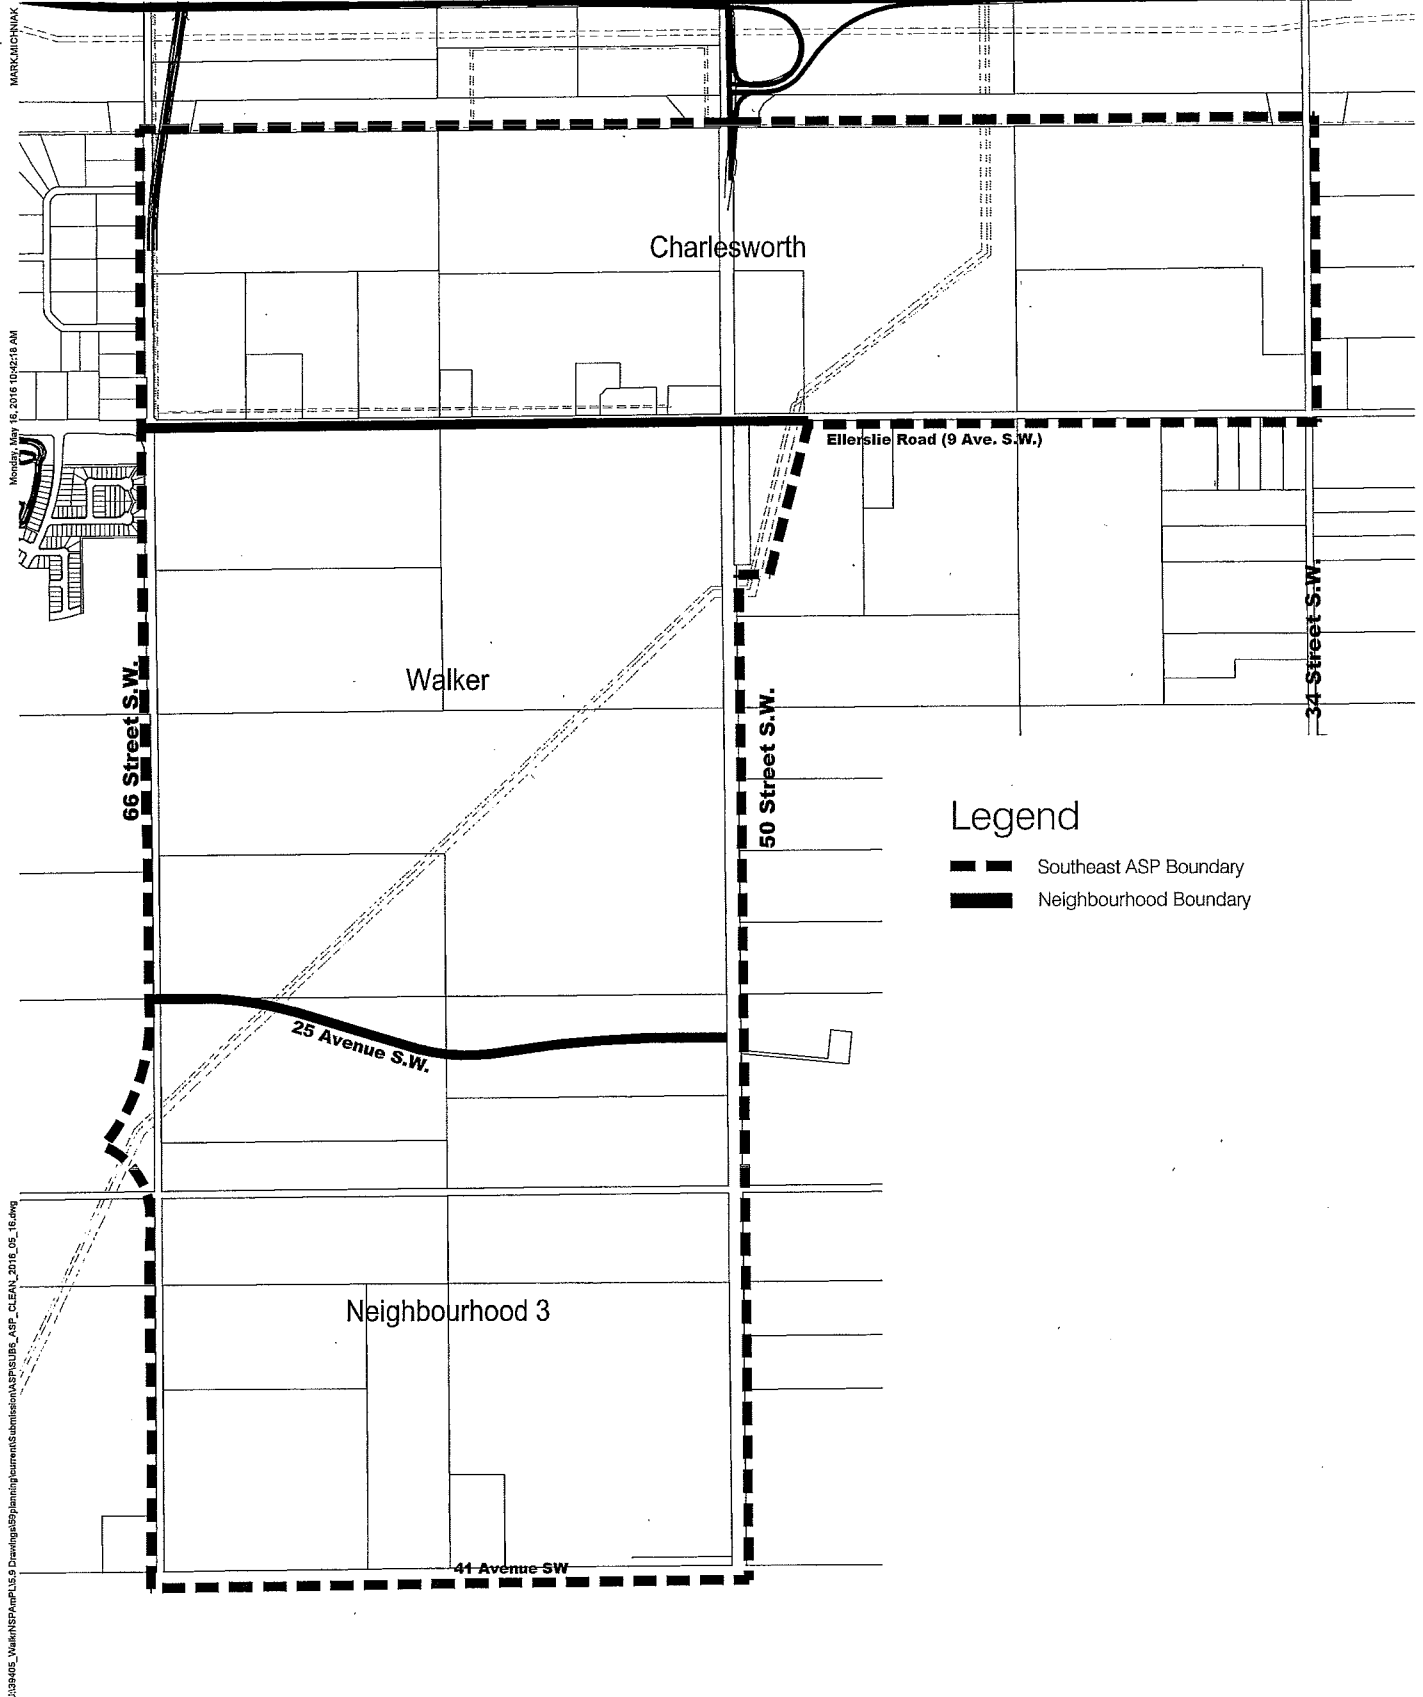 MARK.MICHNIAK
Charlesworth
Monday, May 16, 2016 10:42:16 AM
Ellerslie Road (9 Ave. S.W.)
34 Street S.W.
Walker
66 Street S.W.
50 Street S.W.
Legend
Southeast ASP Boundary
Neighbourhood Boundary
25 Avenue S.W.
Neighbourhood 3
41 Avenue SW